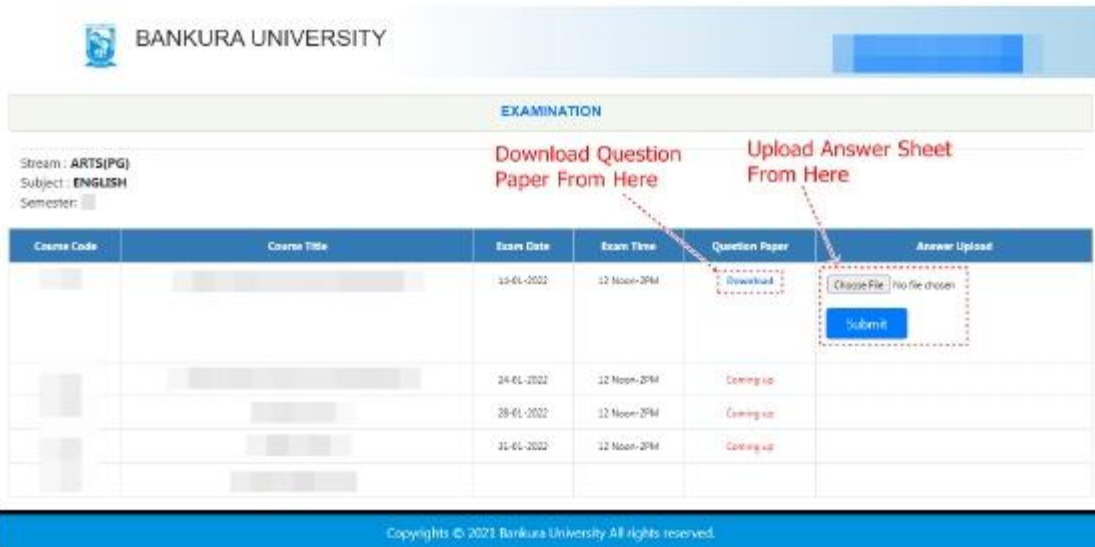 BANKURA UNIVERSITY
EXAMINATION
Stream : ARTS(PG)
Subject : ENGLISH
Semester:
Download Question
Paper From Here
Upload Answer Sheet
From Here
Course Code Course Title Exam Date Exam Time Question Paper Answer Upload
-01-2022 12 Noon-2PM Download Choose File No file chosen
Submit
24-01-2022 12 Noon-2PM Coming up
28-01-2022 12 Noon-2PM Coming up
31-01-2022 12 Noon-2PM Coming up
Copyrights © 2021 Bankura University All rights reserved.